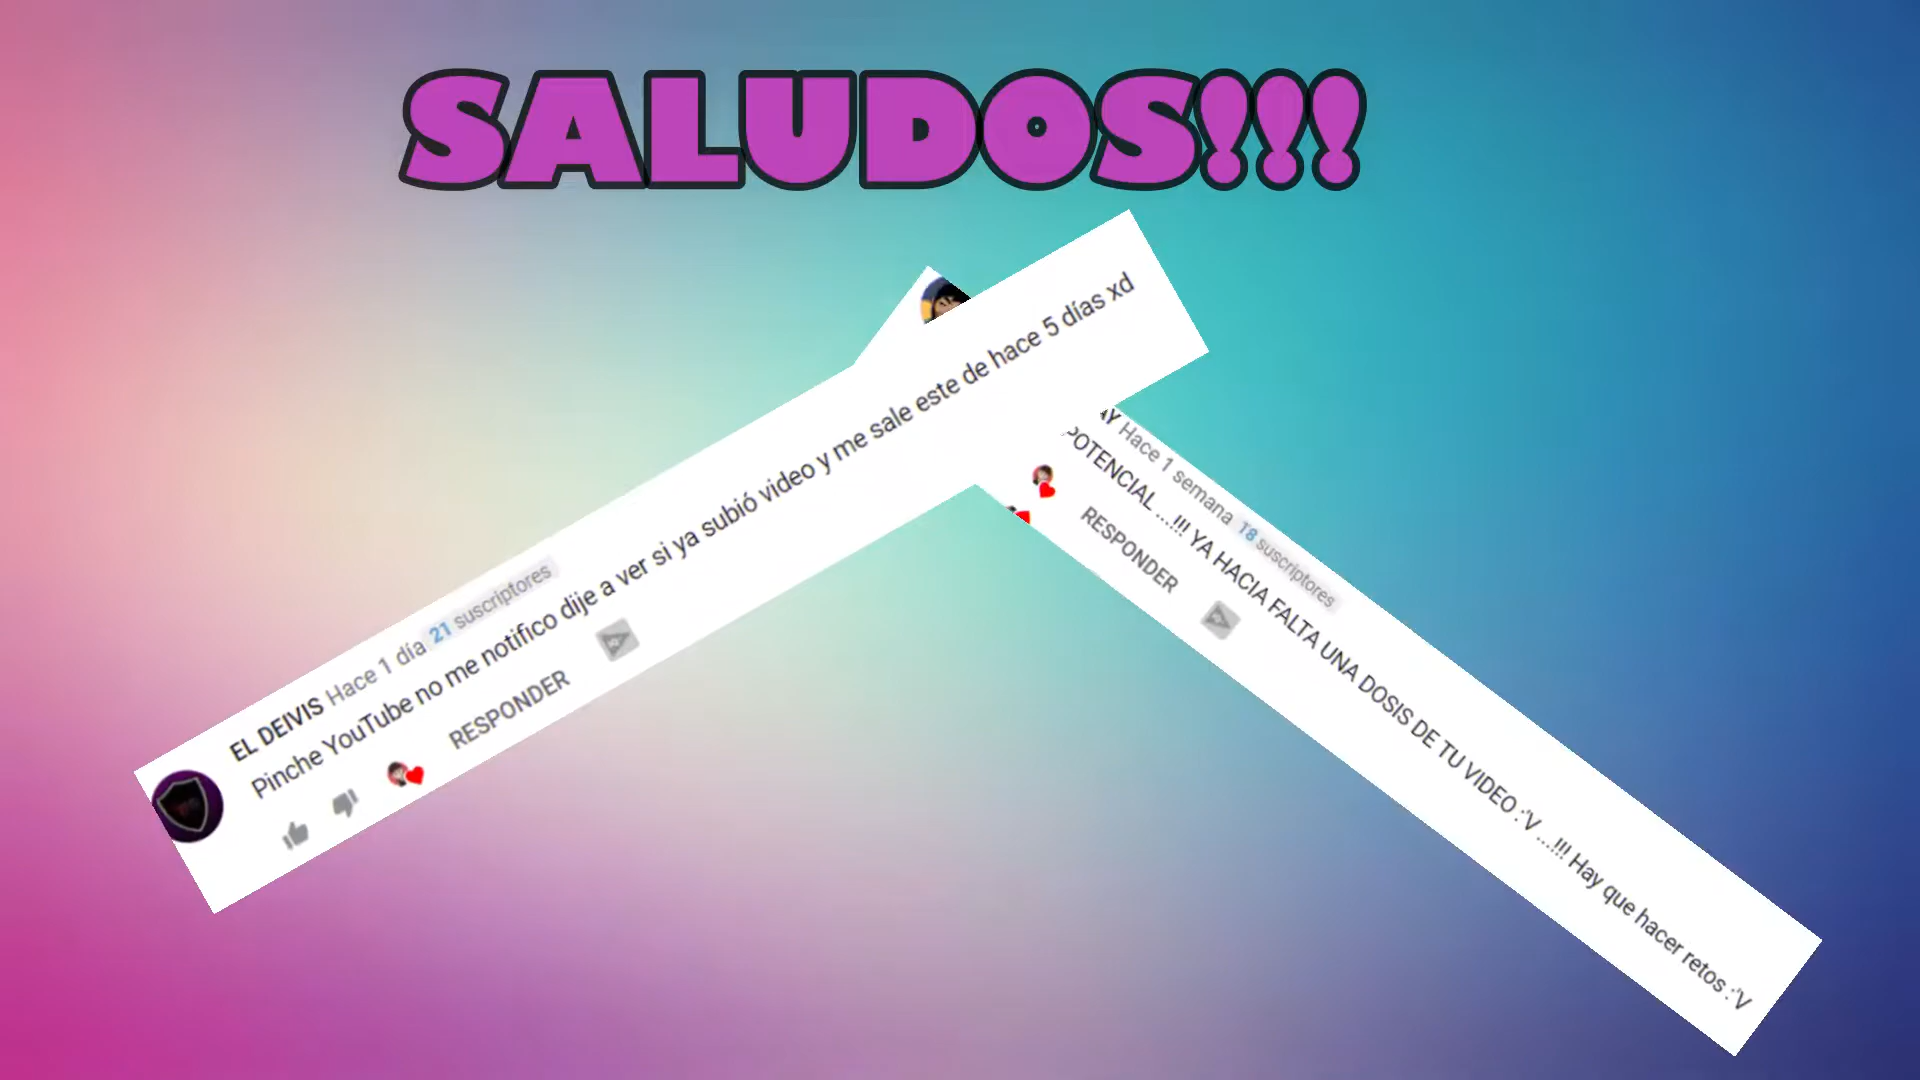 SALUDOS!!!
EL DEIVIS Hace 1 día 21 suscriptores
Pinche YouTube no me notifico dije a ver si ya subió video y me sale este de hace 5 días xd
RESPONDER
Hace 1 semana 18 suscriptores
POTENCIAL ...!!! YA HACIA FALTA UNA DOSIS DE TU VIDEO :'V ...!!! Hay que hacer retos :'V
RESPONDER